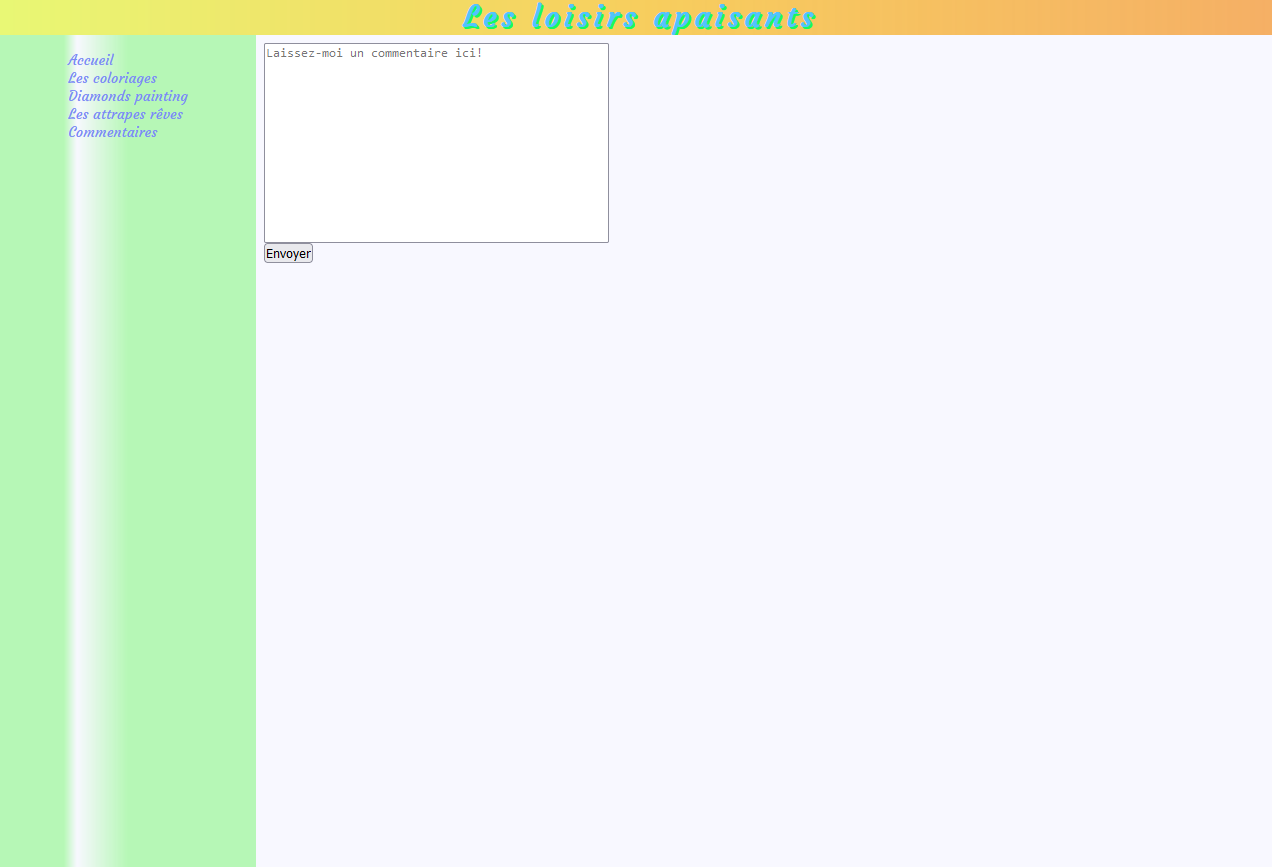 Les loisirs apaisants
Accueil
Les coloriages
Diamonds painting
Les attrapes rêves
Commentaires
Laissez-moi un commentaire ici!
Envoyer